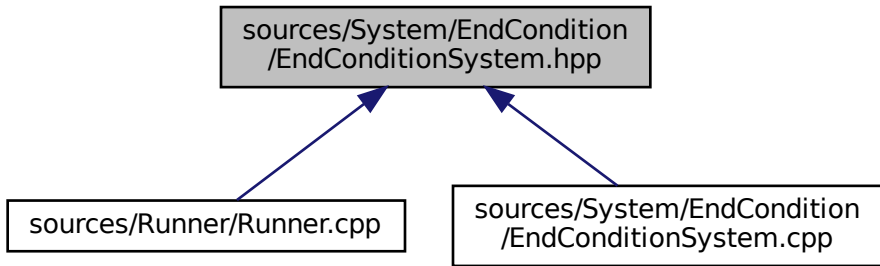 sources/System/EndCondition
/EndConditionSystem.hpp
sources/Runner/Runner.cpp
sources/System/EndCondition
/EndConditionSystem.cpp